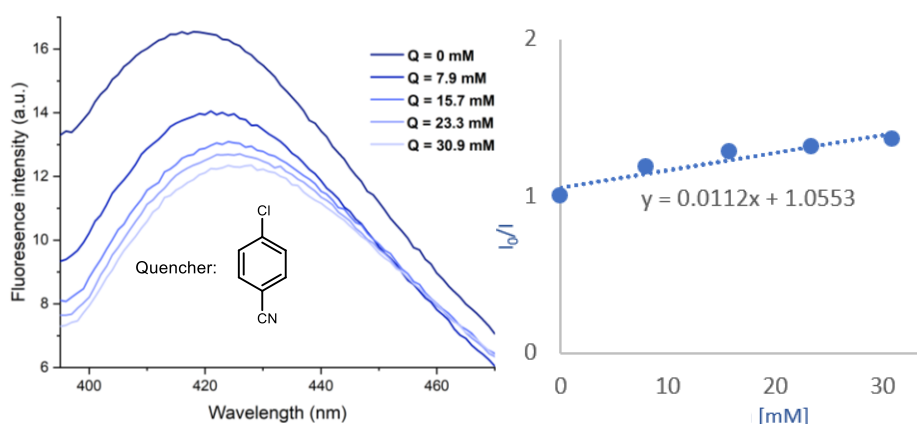 Fluoresence intensity (a.u.)
16
14
12
10
8
6
400
420
440
460
Wavelength (nm)
Q = 0 mM
Q = 7.9 mM
Q = 15.7 mM
Q = 23.3 mM
Q = 30.9 mM
Quencher:
Cl
CN
I₀/I
2
1
0
y = 0.0112x + 1.0553
0
10
20
30
[mM]